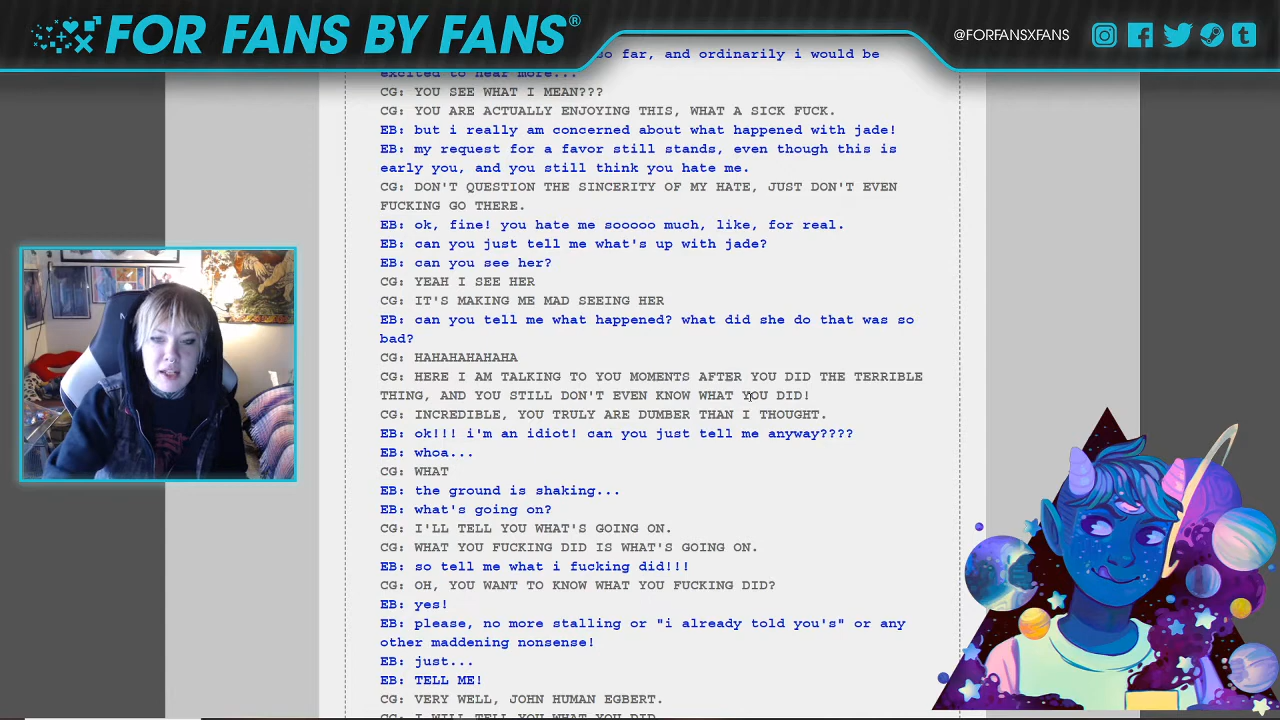 FOR FANS BY FANS®
@FORFANSXFANS
so far, and ordinarily i would be
excited to hear more...
CG: YOU SEE WHAT I MEAN???
CG: YOU ARE ACTUALLY ENJOYING THIS, WHAT A SICK FUCK.
EB: but i really am concerned about what happened with jade!
EB: my request for a favor still stands, even though this is
early you, and you still think you hate me.
CG: DON'T QUESTION THE SINCERITY OF MY HATE, JUST DON'T EVEN
FUCKING GO THERE.
EB: ok, fine! you hate me sooooo much, like, for real.
EB: can you just tell me what's up with jade?
EB: can you see her?
CG: YEAH I SEE HER
CG: IT'S MAKING ME MAD SEEING HER
EB: can you tell me what happened? what did she do that was so
bad?
CG: HAHAHAHAHAHA
CG: HERE I AM TALKING TO YOU MOMENTS AFTER YOU DID THE TERRIBLE
THING, AND YOU STILL DON'T EVEN KNOW WHAT YOU DID!
CG: INCREDIBLE, YOU TRULY ARE DUMBER THAN I THOUGHT.
EB: ok!!! i'm an idiot! can you just tell me anyway????
EB: whoa...
CG: WHAT
EB: the ground is shaking...
EB: what's going on?
CG: I'LL TELL YOU WHAT'S GOING ON.
CG: WHAT YOU FUCKING DID IS WHAT'S GOING ON.
EB: so tell me what i fucking did!!!
CG: OH, YOU WANT TO KNOW WHAT YOU FUCKING DID?
EB: yes!
EB: please, no more stalling or "i already told you's" or any
other maddening nonsense!
EB: just...
EB: TELL ME!
CG: VERY WELL, JOHN HUMAN EGBERT.
CG: I WILL TELL YOU WHAT YOU DID